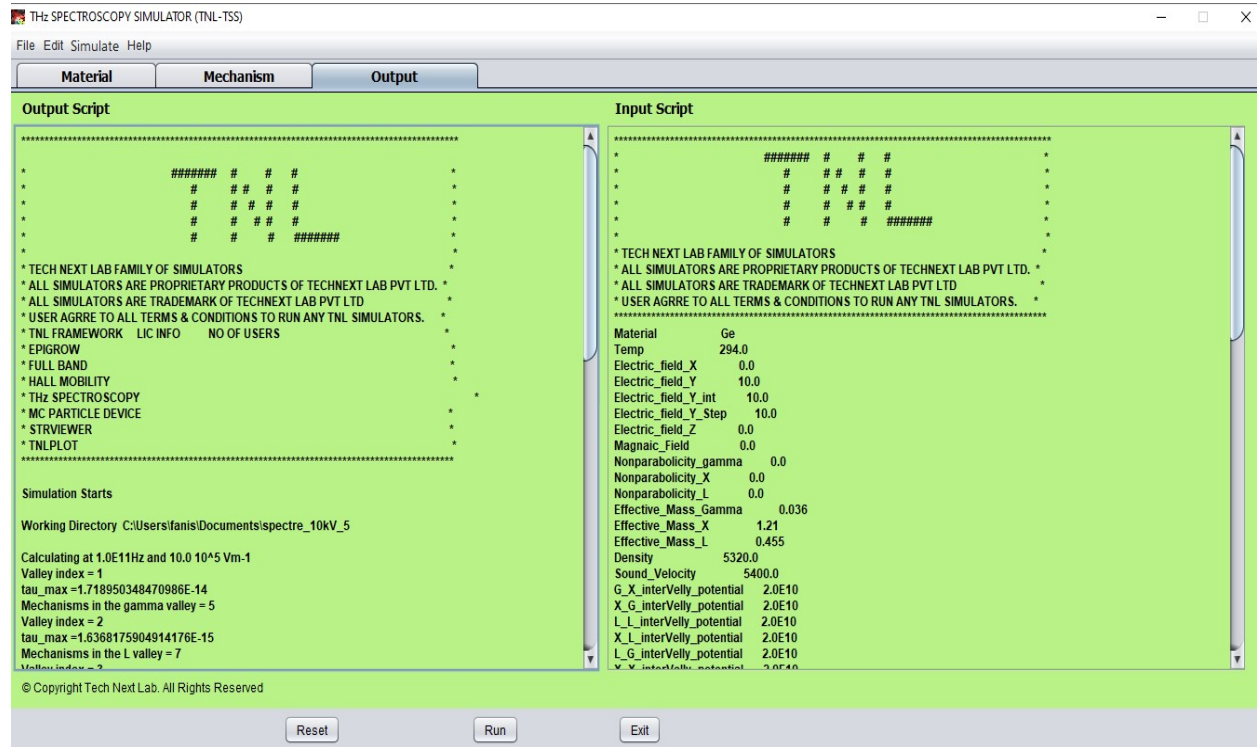 THz SPECTROSCOPY SIMULATOR (TNL-TSS)
File Edit Simulate Help
Material Mechanism Output
Output Script
***********************************************************************************************
* ####### # # # *
* # # # # # *
* # # # # # *
* # # # # # *
* # # # ####### *
* *
* TECH NEXT LAB FAMILY OF SIMULATORS *
* ALL SIMULATORS ARE PROPRIETARY PRODUCTS OF TECHNEXT LAB PVT LTD. *
* ALL SIMULATORS ARE TRADEMARK OF TECHNEXT LAB PVT LTD *
* USER AGRRE TO ALL TERMS & CONDITIONS TO RUN ANY TNL SIMULATORS. *
* TNL FRAMEWORK LIC INFO NO OF USERS *
* EPIGROW *
* FULL BAND *
* HALL MOBILITY *
* THz SPECTROSCOPY *
* MC PARTICLE DEVICE *
* STRVIEWER *
* TNLPLOT *
***********************************************************************************************
Simulation Starts
Working Directory C:\Users\fanis\Documents\spectre_10kV_5
Calculating at 1.0E11Hz and 10.0 10^5 Vm-1
Valley index = 1
tau_max =1.718950348470986E-14
Mechanisms in the gamma valley = 5
Valley index = 2
tau_max =1.6368175904914176E-15
Mechanisms in the L valley = 7
Valley index = 3
Input Script
***********************************************************************************************
* ####### # # # *
* # # # # # *
* # # # # # *
* # # # # # *
* # # # ####### *
* *
* TECH NEXT LAB FAMILY OF SIMULATORS *
* ALL SIMULATORS ARE PROPRIETARY PRODUCTS OF TECHNEXT LAB PVT LTD. *
* ALL SIMULATORS ARE TRADEMARK OF TECHNEXT LAB PVT LTD *
* USER AGRRE TO ALL TERMS & CONDITIONS TO RUN ANY TNL SIMULATORS. *
***********************************************************************************************
Material Ge
Temp 294.0
Electric_field_X 0.0
Electric_field_Y 10.0
Electric_field_Y_int 10.0
Electric_field_Y_Step 10.0
Electric_field_Z 0.0
Magnaic_Field 0.0
Nonparabolicity_gamma 0.0
Nonparabolicity_X 0.0
Nonparabolicity_L 0.0
Effective_Mass_Gamma 0.036
Effective_Mass_X 1.21
Effective_Mass_L 0.455
Density 5320.0
Sound_Velocity 5400.0
G_X_interVelly_potential 2.0E10
X_G_interVelly_potential 2.0E10
L_L_interVelly_potential 2.0E10
X_L_interVelly_potential 2.0E10
L_G_interVelly_potential 2.0E10
X_X_interVelly_potential 2.0E10
© Copyright Tech Next Lab. All Rights Reserved
Reset Run Exit